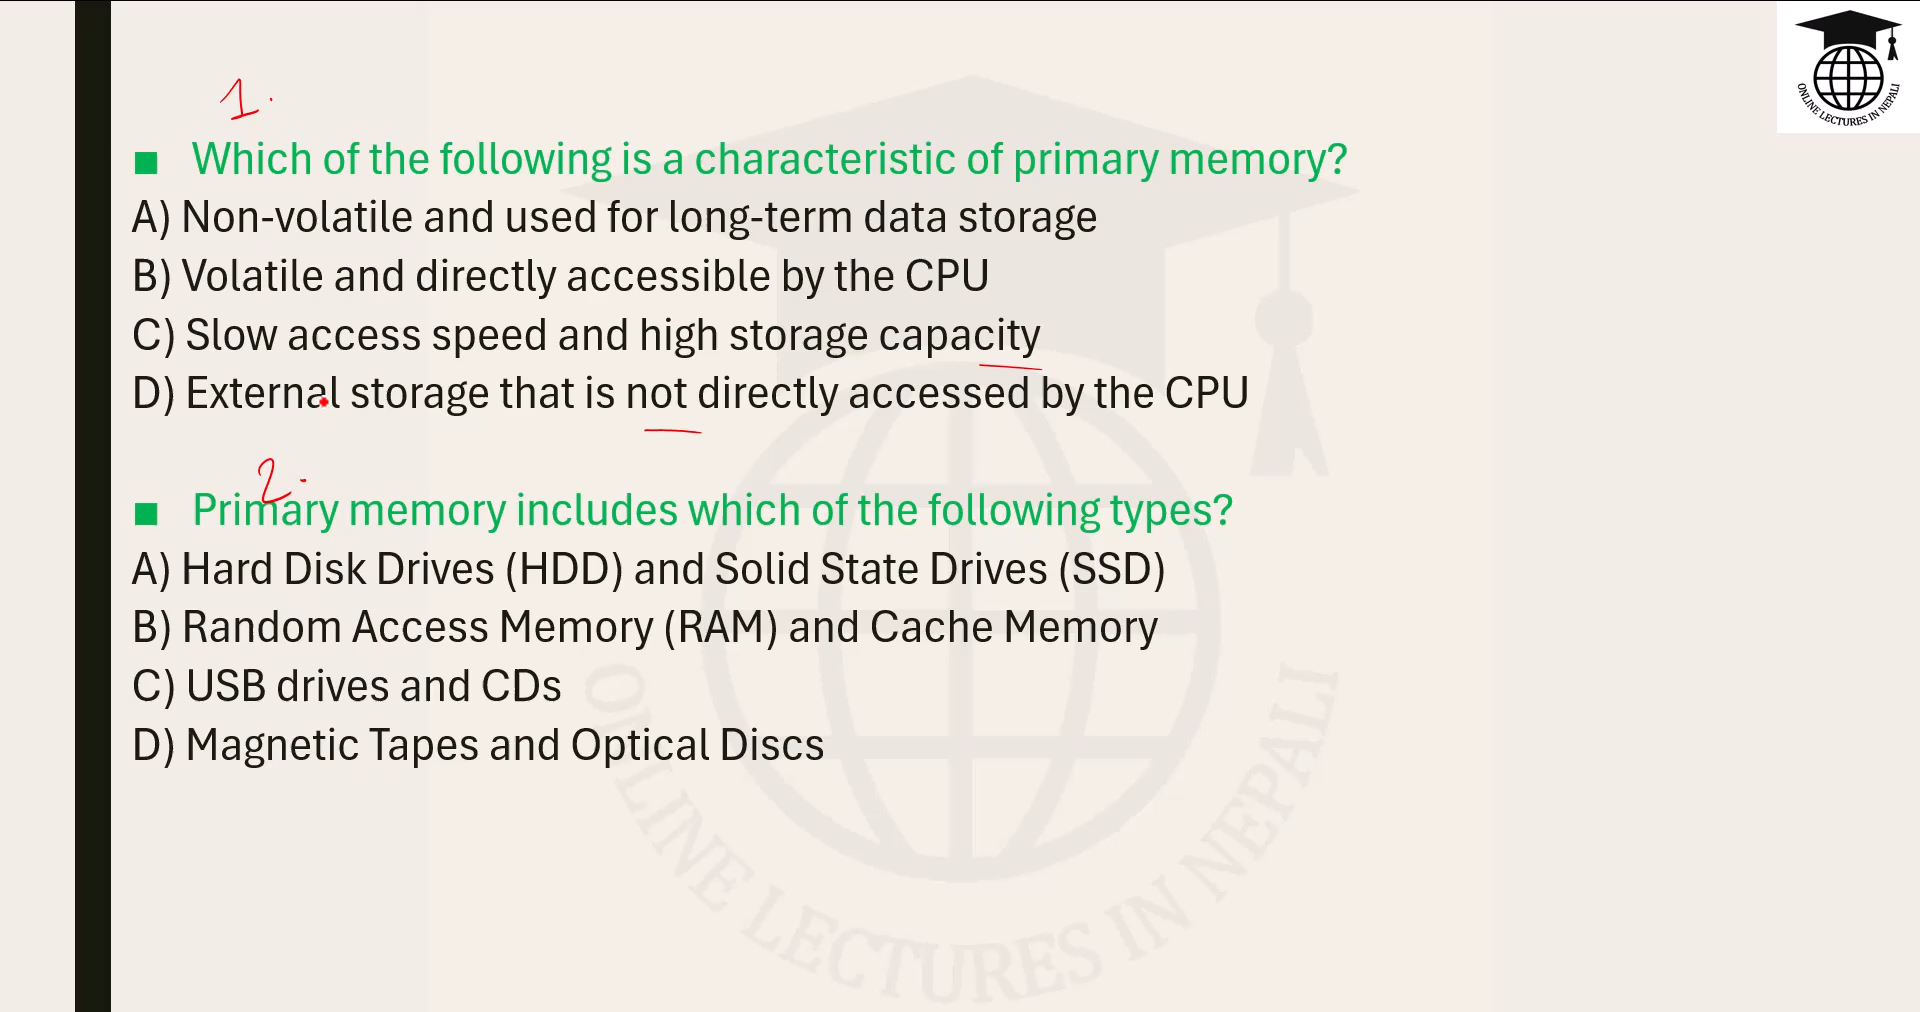 ONLINE LECTURES IN NEPALI
1.
Which of the following is a characteristic of primary memory?
A) Non-volatile and used for long-term data storage
B) Volatile and directly accessible by the CPU
C) Slow access speed and high storage capacity
D) External storage that is not directly accessed by the CPU
2.
Primary memory includes which of the following types?
A) Hard Disk Drives (HDD) and Solid State Drives (SSD)
B) Random Access Memory (RAM) and Cache Memory
C) USB drives and CDs
D) Magnetic Tapes and Optical Discs
ONLINE LECTURES IN NEPALI